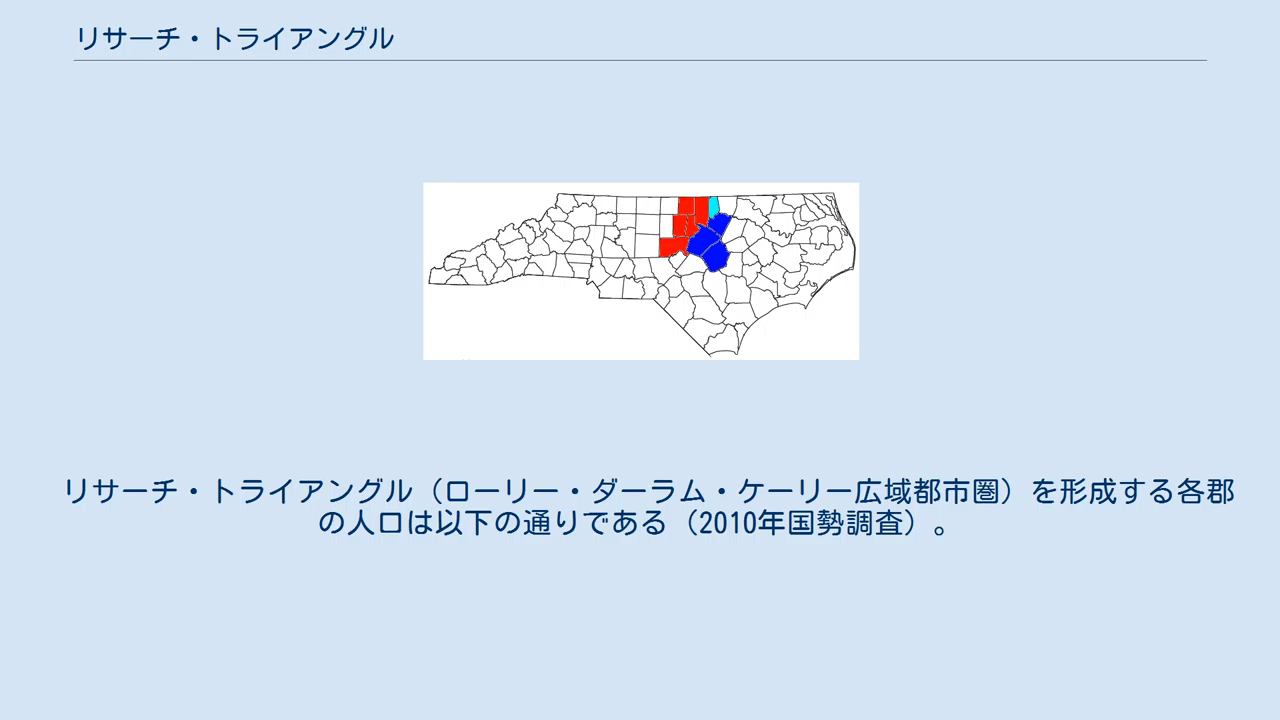 リサーチ・トライアングル
リサーチ・トライアングル（ローリー・ダーラム・ケーリー広域都市圏）を形成する各郡
の人口は以下の通りである（2010年国勢調査）。